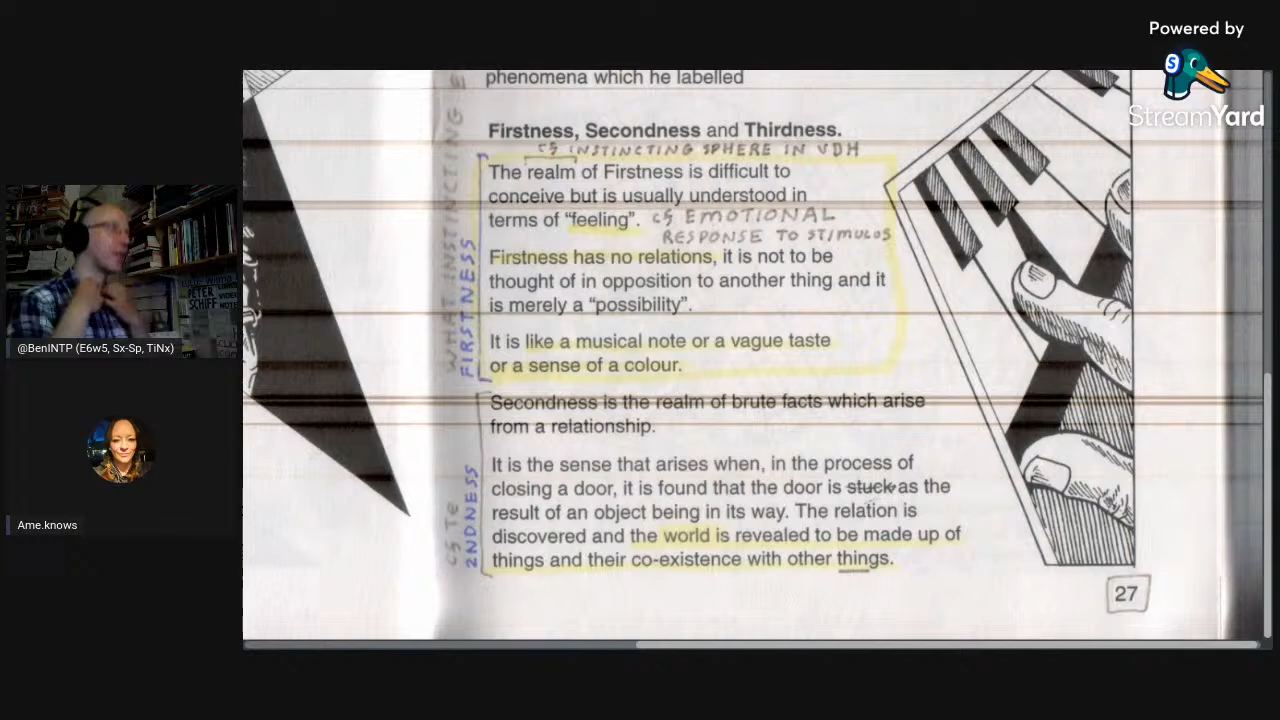 Powered by
S
StreamYard
phenomena which he labelled
Firstness, Secondness and Thirdness.
cf INSTINCTING SPHERE IN VDH
The realm of Firstness is difficult to
conceive but is usually understood in
terms of “feeling”. cf EMOTIONAL
RESPONSE TO STIMULOS
Firstness has no relations, it is not to be
thought of in opposition to another thing and it
is merely a “possibility”.
It is like a musical note or a vague taste
or a sense of a colour.
WHAT INSTINCTING
FIRSTNESS
Secondness is the realm of brute facts which arise
from a relationship.
It is the sense that arises when, in the process of
closing a door, it is found that the door is stuck as the
result of an object being in its way. The relation is
discovered and the world is revealed to be made up of
things and their co-existence with other things.
cf Te
2NDNESS
27
PETER
SCHIFF
@BenINTP (E6w5, Sx-Sp, TiNx)
Ame.knows